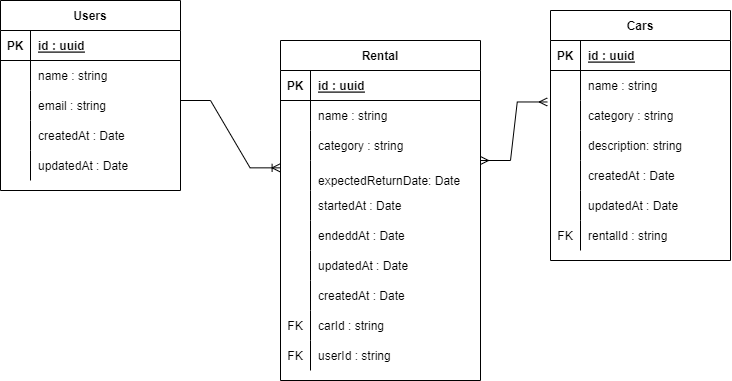 Users
PK id : uuid
name : string
email : string
createdAt : Date
updatedAt : Date
Rental
PK id : uuid
name : string
category : string
expectedReturnDate: Date
startedAt : Date
endeddAt : Date
updatedAt : Date
createdAt : Date
FK carId : string
FK userId : string
Cars
PK id : uuid
name : string
category : string
description: string
createdAt : Date
updatedAt : Date
FK rentalId : string